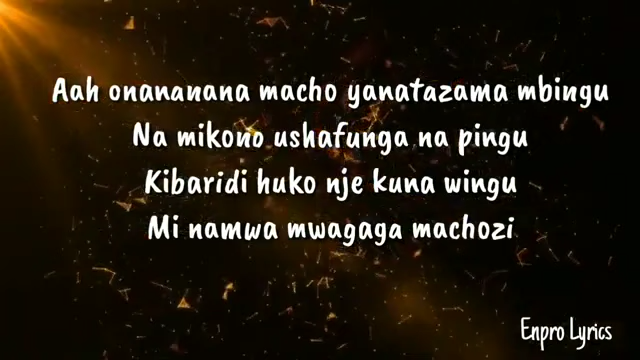 Aah onananana macho yanatazama mbingu
Na mikono ushafunga na pingu
Kibaridi huko nje kuna wingu
Mi namwa mwagaga machozi
Enpro Lyrics